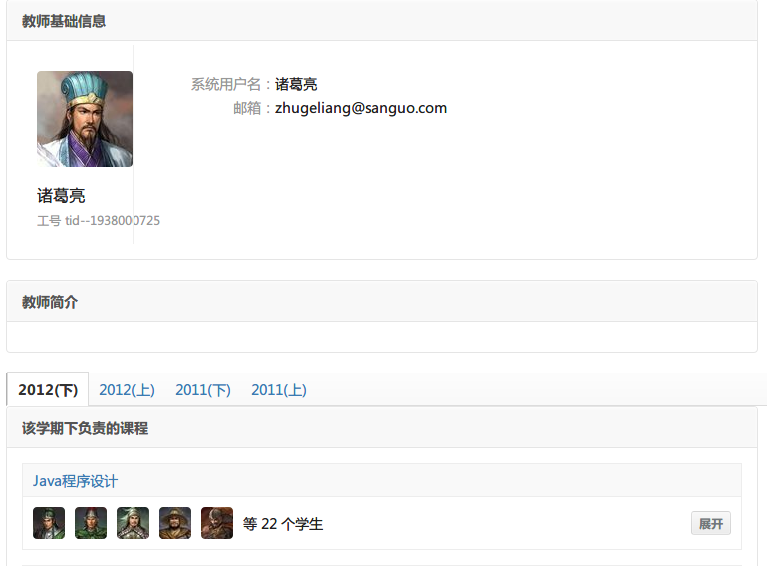 教师基础信息
系统用户名：诸葛亮
邮箱：zhugeliang@sanguo.com
诸葛亮
工号 tid--1938000725
教师简介
2012(下) 2012(上) 2011(下) 2011(上)
该学期下负责的课程
Java程序设计
等 22 个学生 展开